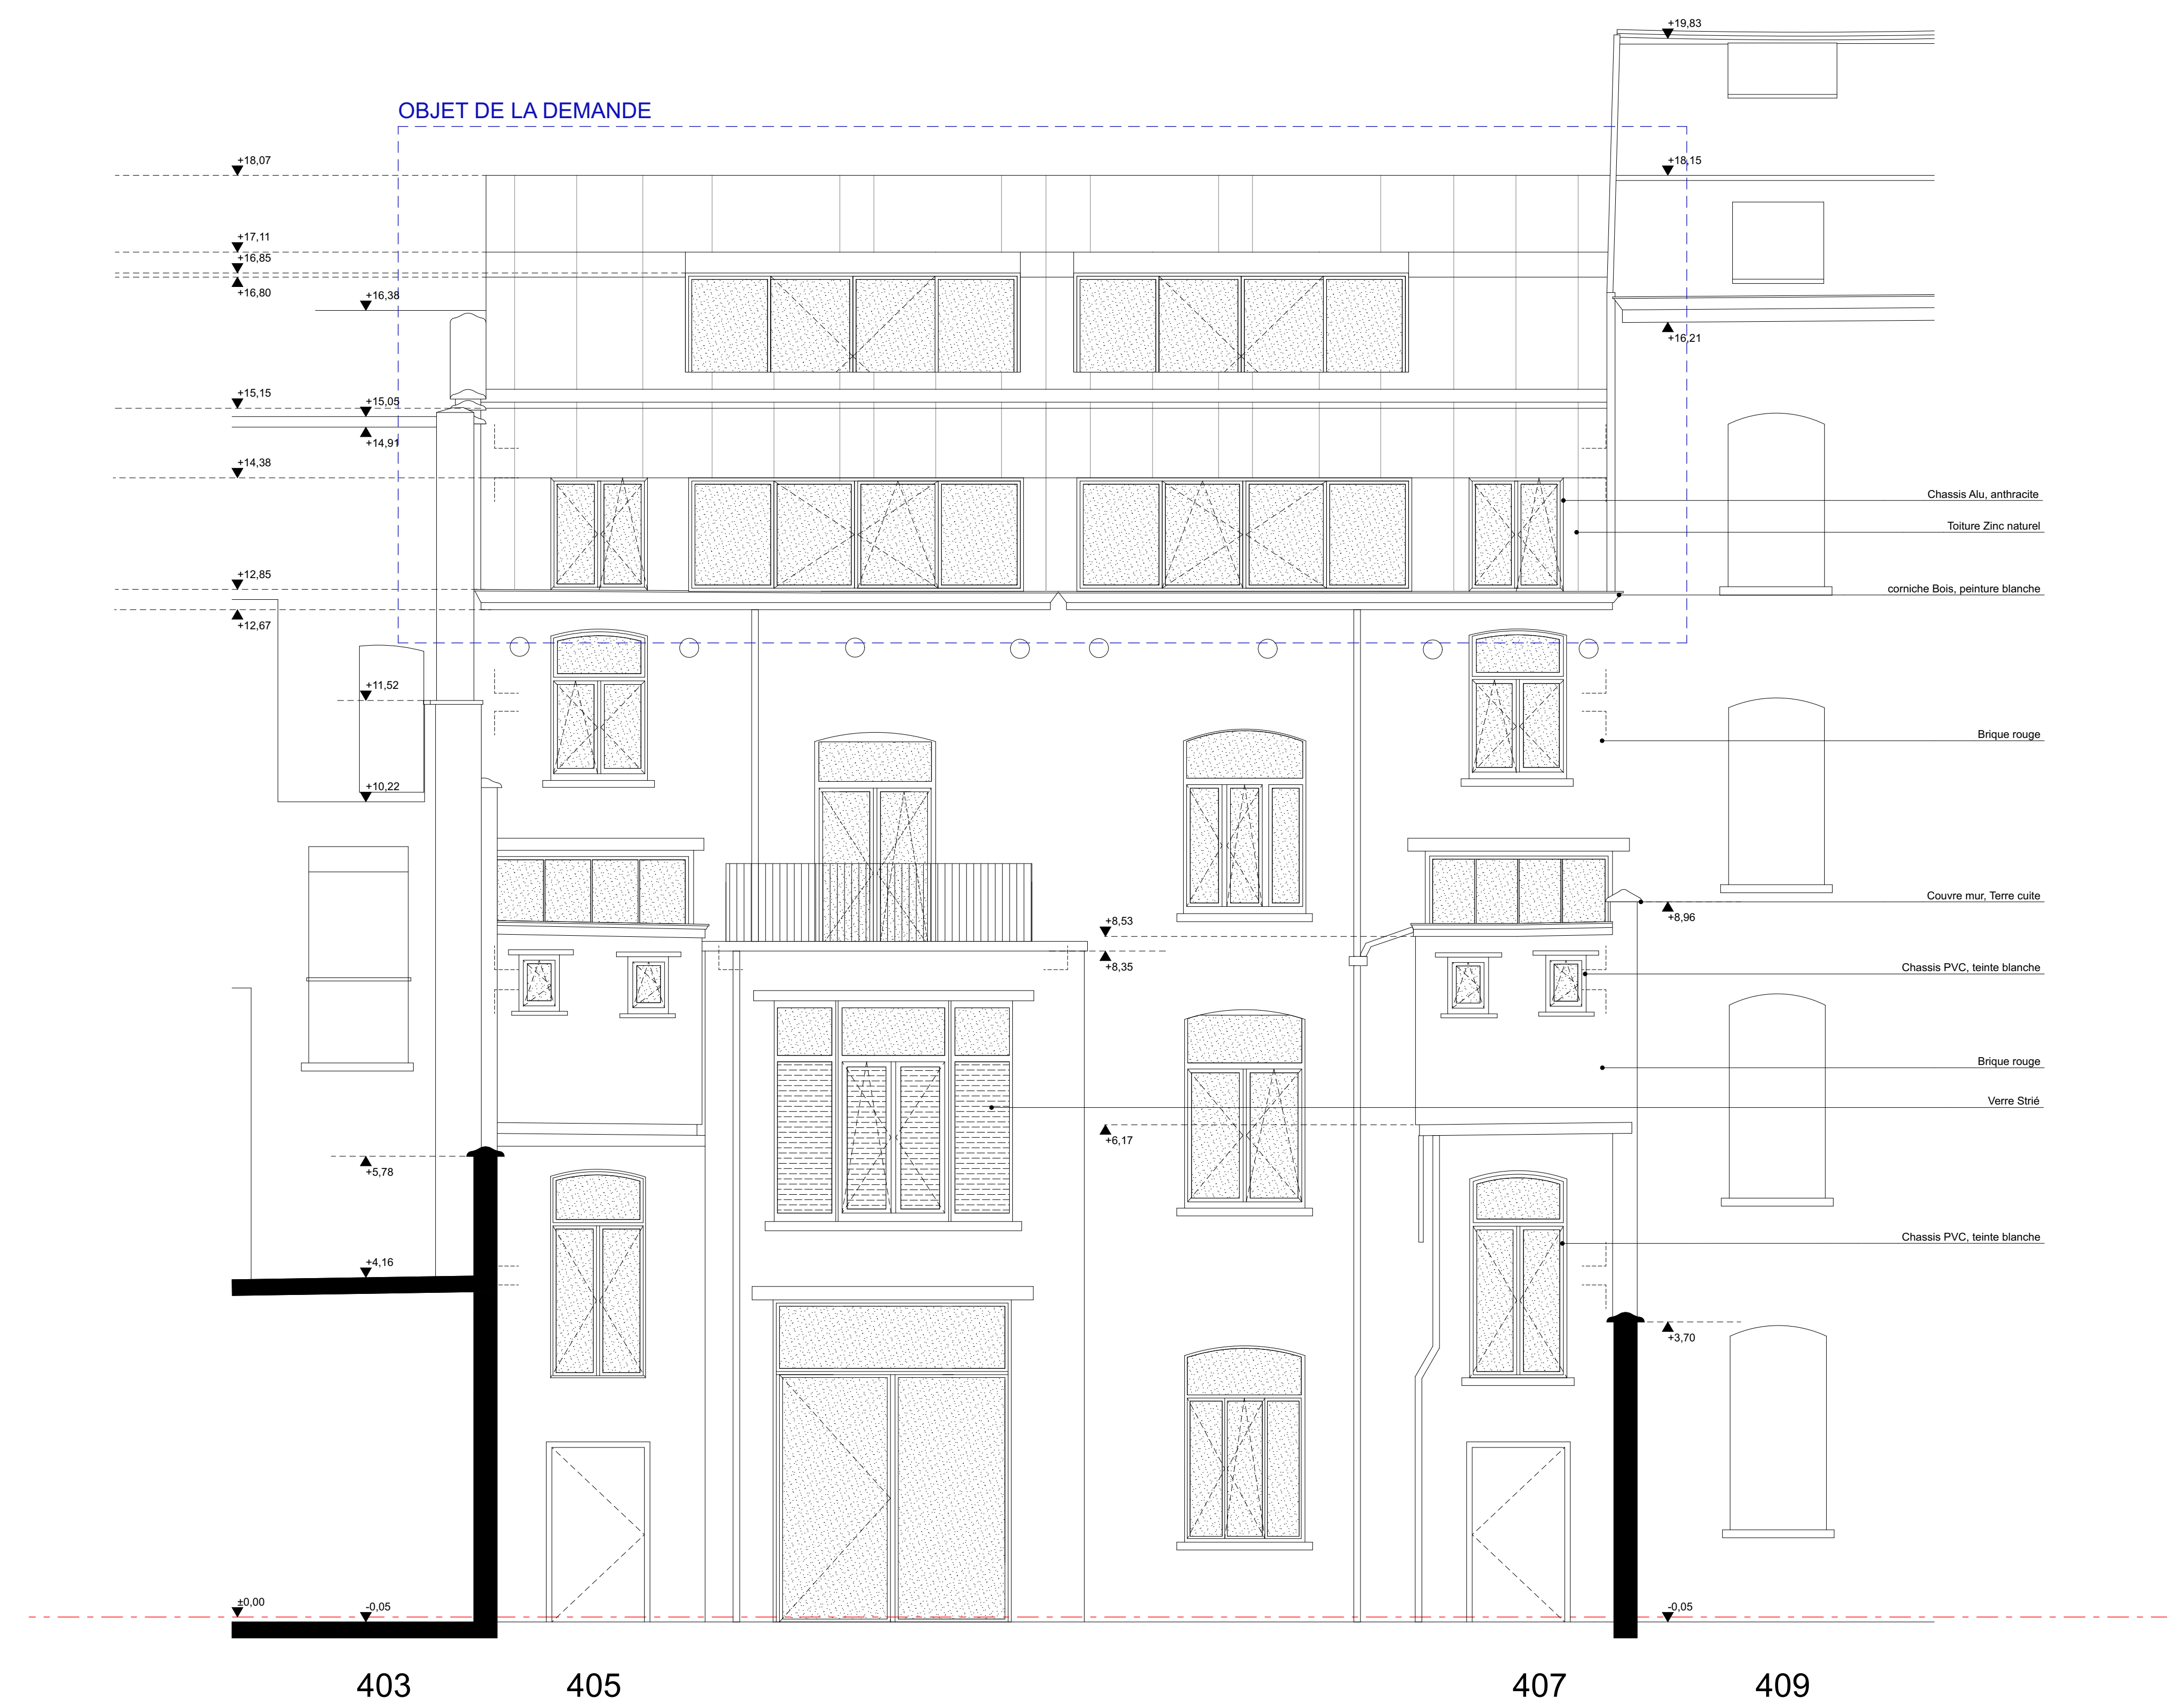 +19,83
OBJET DE LA DEMANDE
+18,07
+18,15
+17,11
+16,85
+16,80
+16,38
+16,21
+15,15
+15,05
+14,91
+14,38
Chassis Alu, anthracite
Toiture Zinc naturel
+12,85
corniche Bois, peinture blanche
+12,67
+11,52
Brique rouge
+10,22
Couvre mur, Terre cuite
+8,53
+8,96
+8,35
Chassis PVC, teinte blanche
Brique rouge
Verre Strié
+6,17
+5,78
Chassis PVC, teinte blanche
+4,16
+3,70
±0,00
-0,05
-0,05
403 405 407 409